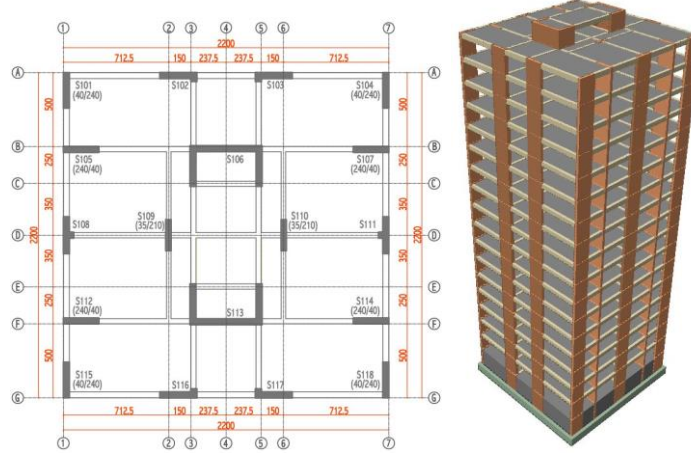 1 2 3 4 5 6 7
2200
712.5 150 237.5 237.5 150 712.5
A A
S101 S102 S103 S104
(40/240) (40/240)
500 500
B B
S105 S106 S107
(240/40) (240/40)
250 250
C C
350 350
S108 S109 S110 S111
(35/210) (35/210)
D D
2200 2200
350 350
E E
250 250
S112 S113 S114
(240/40) (240/40)
F F
500 500
S115 S116 S117 S118
(40/240) (40/240)
G G
712.5 150 237.5 237.5 150 712.5
2200
1 2 3 4 5 6 7